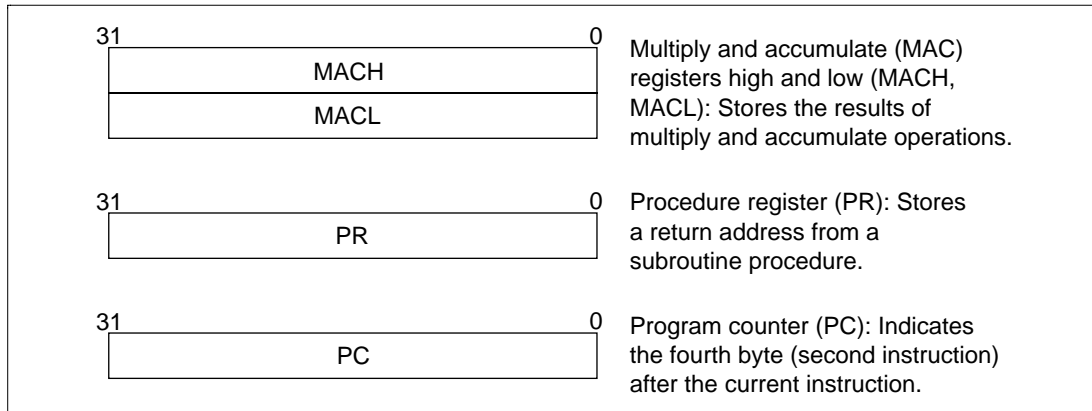 31 0
MACH
MACL
Multiply and accumulate (MAC)
registers high and low (MACH,
MACL): Stores the results of
multiply and accumulate operations.
31 0
PR
Procedure register (PR): Stores
a return address from a
subroutine procedure.
31 0
PC
Program counter (PC): Indicates
the fourth byte (second instruction)
after the current instruction.